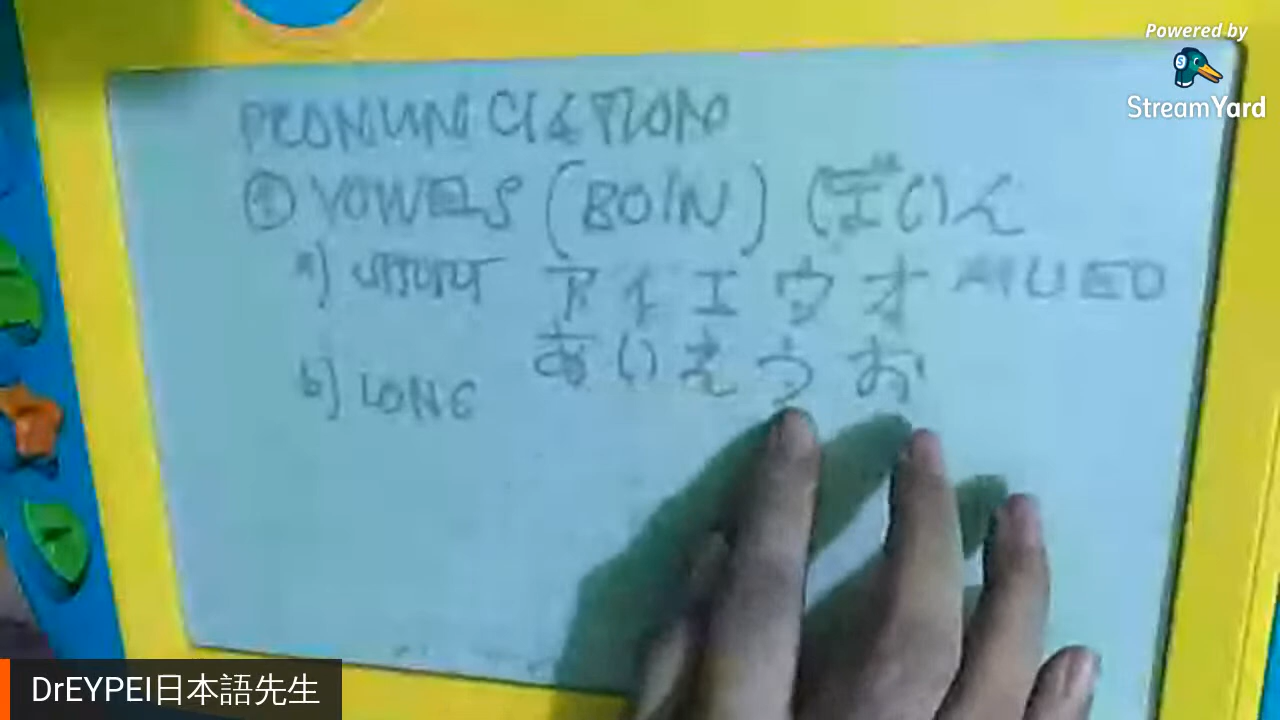 Powered by
StreamYard
PRONUNCIATION
① VOWELS (BOIN) (ぼいん
a) ア イ エ ウ オ AIUEO
あ い え う お
b) LONG
DrEYPEI日本語先生